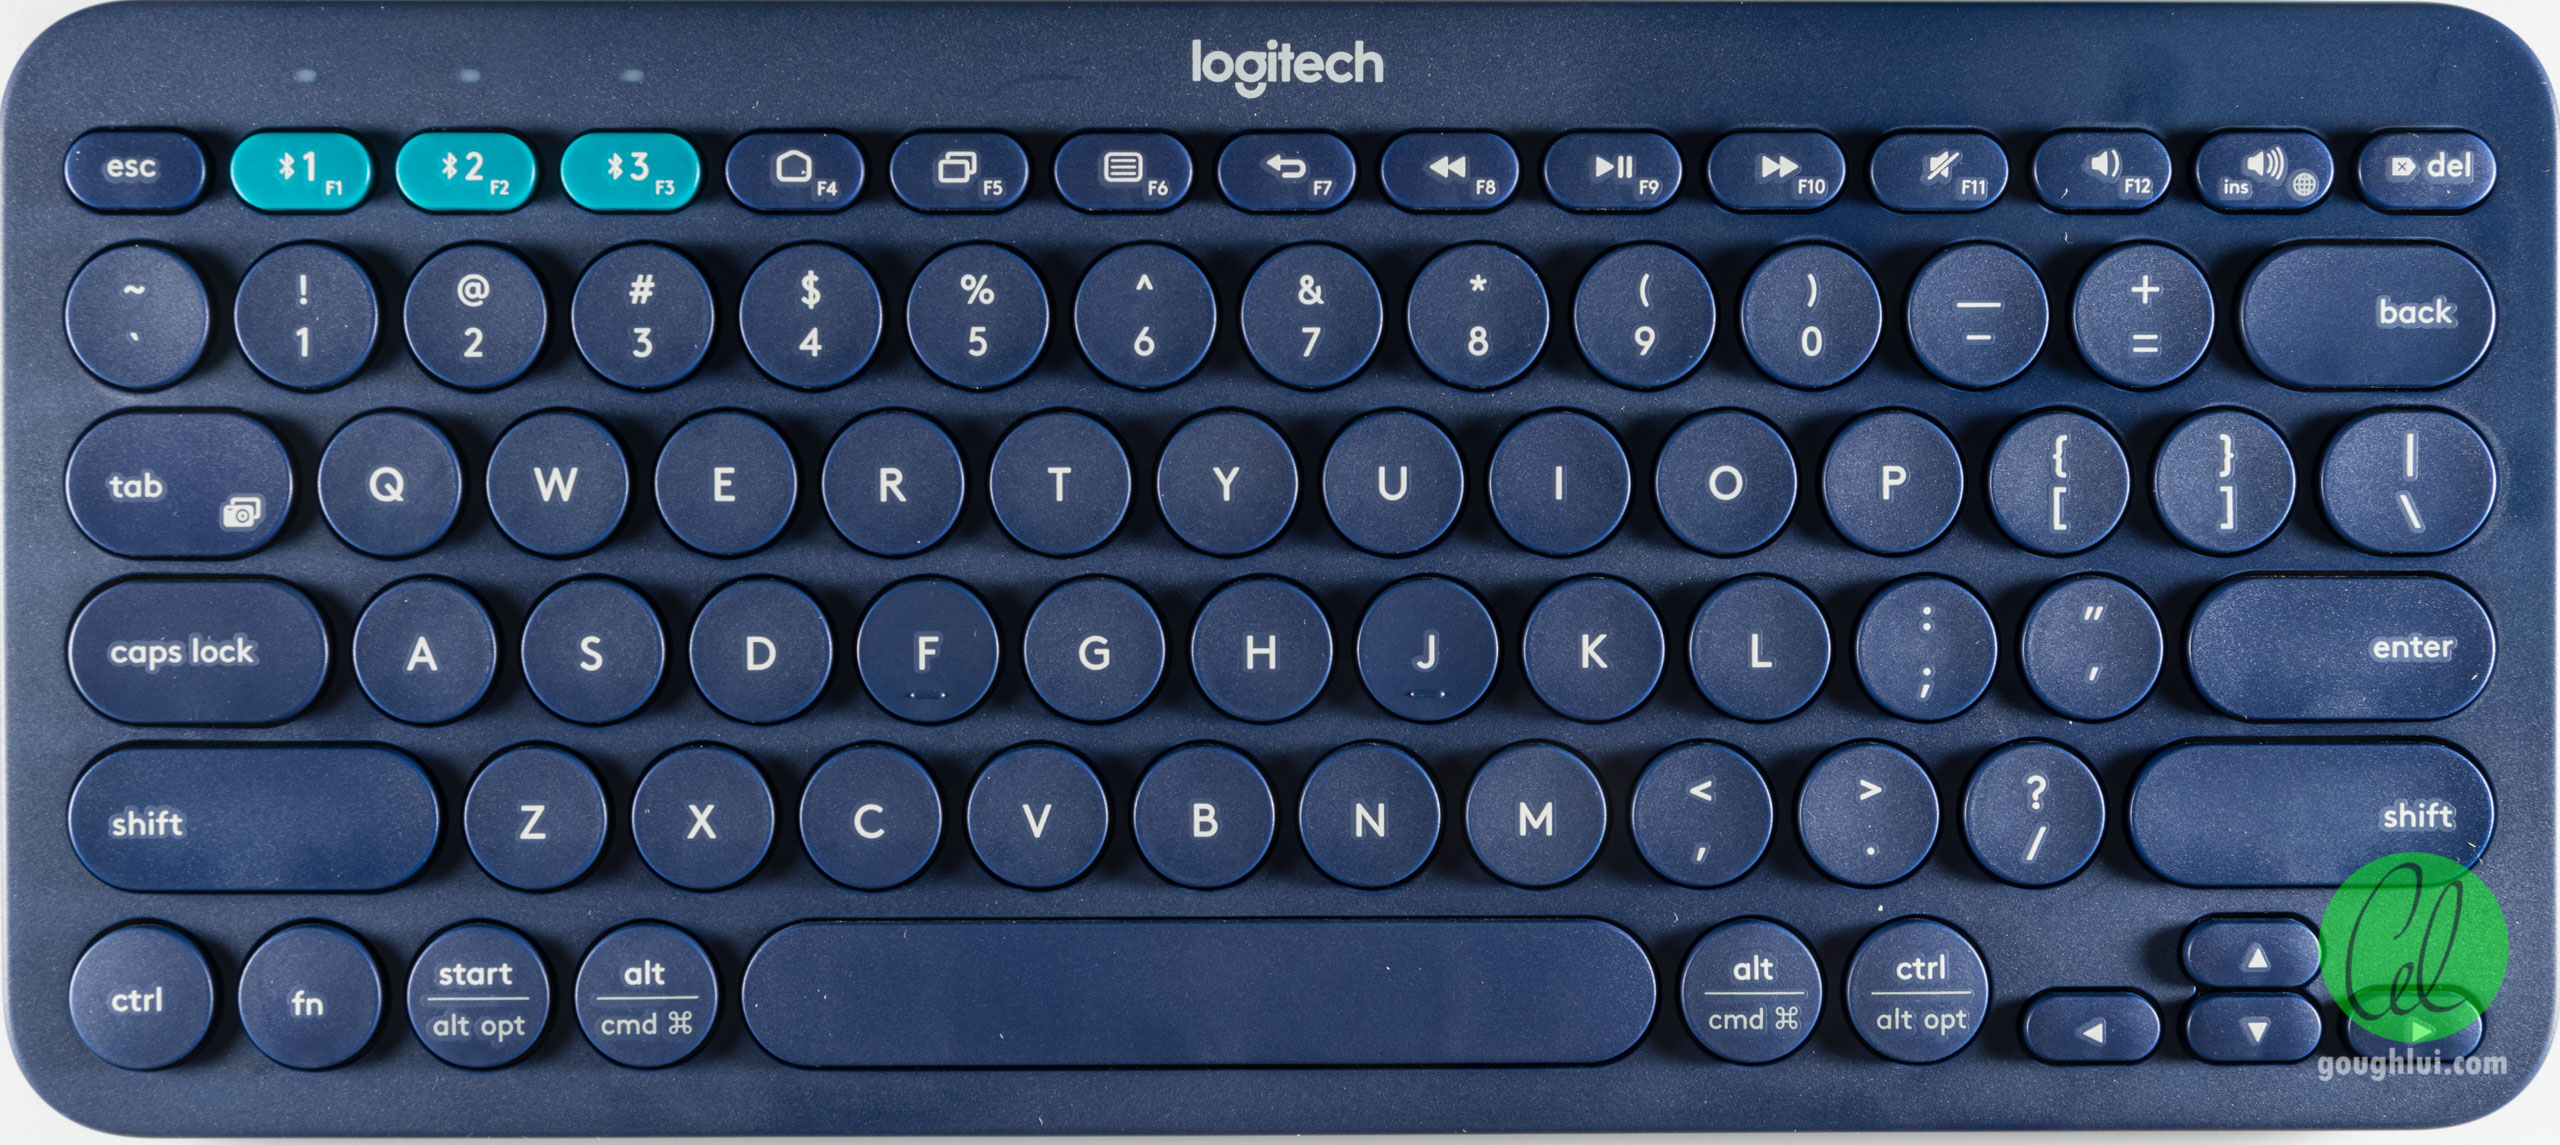 logitech
esc 1 F1 2 F2 3 F3 F4 F5 F6 F7 F8 F9 F10 F11 F12 ins del
~ ! @ # $ % ^ & * ( ) — +
` 1 2 3 4 5 6 7 8 9 0 - = back
tab Q W E R T Y U I O P { [ } ] | \
caps lock A S D F G H J K L : ; " ' enter
shift Z X C V B N M < , > . ? / shift
ctrl fn start alt alt ctrl
alt opt cmd ⌘ cmd ⌘ alt opt
▲
◀ ▼ ▶
Cel
goughlui.com